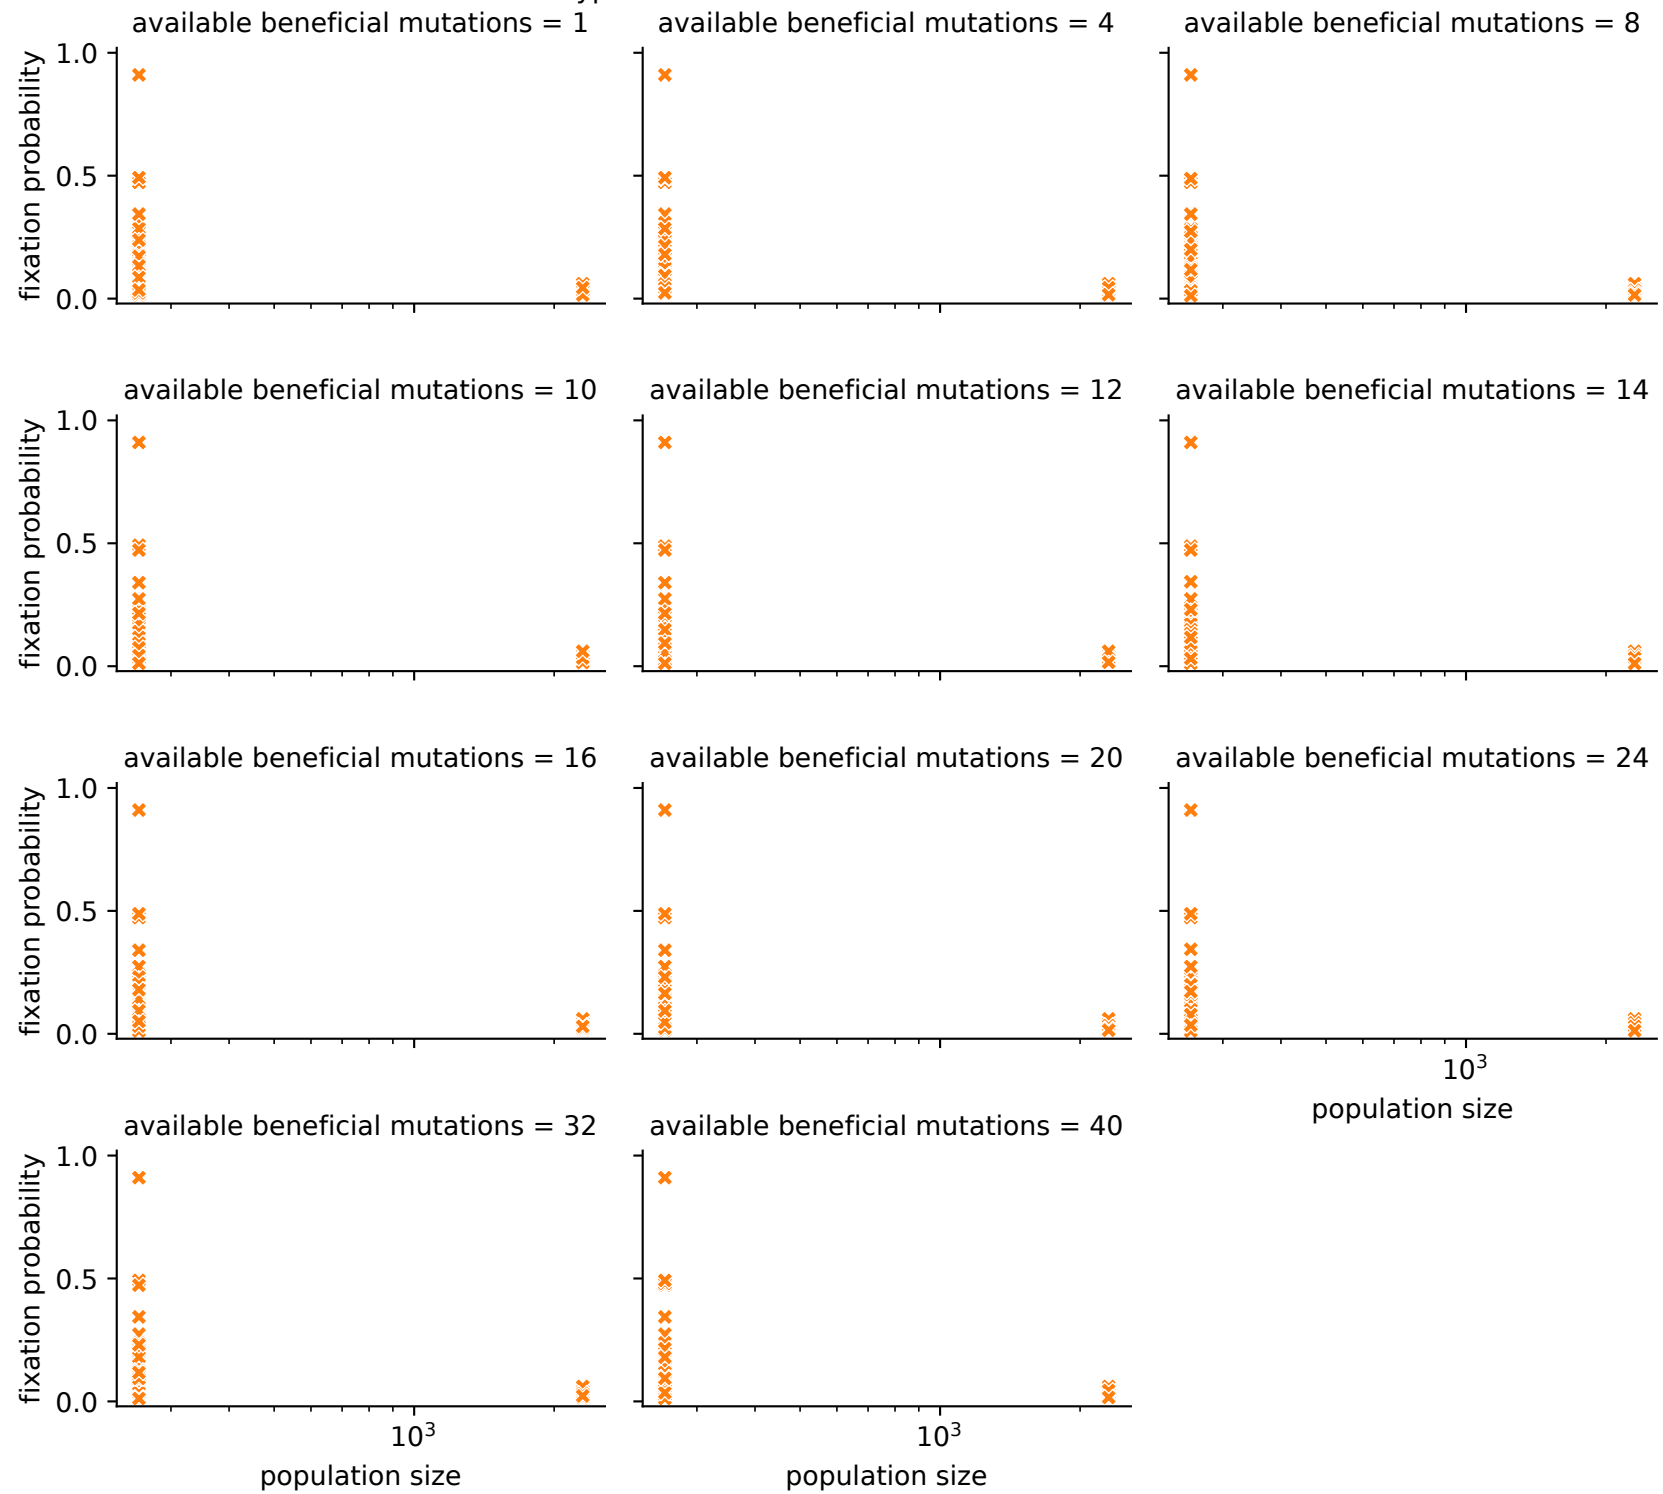 available beneficial mutations = 1
available beneficial mutations = 4
available beneficial mutations = 8
fixation probability
1.0
0.5
0.0
available beneficial mutations = 10
available beneficial mutations = 12
available beneficial mutations = 14
fixation probability
1.0
0.5
0.0
available beneficial mutations = 16
available beneficial mutations = 20
available beneficial mutations = 24
fixation probability
1.0
0.5
0.0
10³
population size
available beneficial mutations = 32
available beneficial mutations = 40
fixation probability
1.0
0.5
0.0
10³
10³
population size
population size